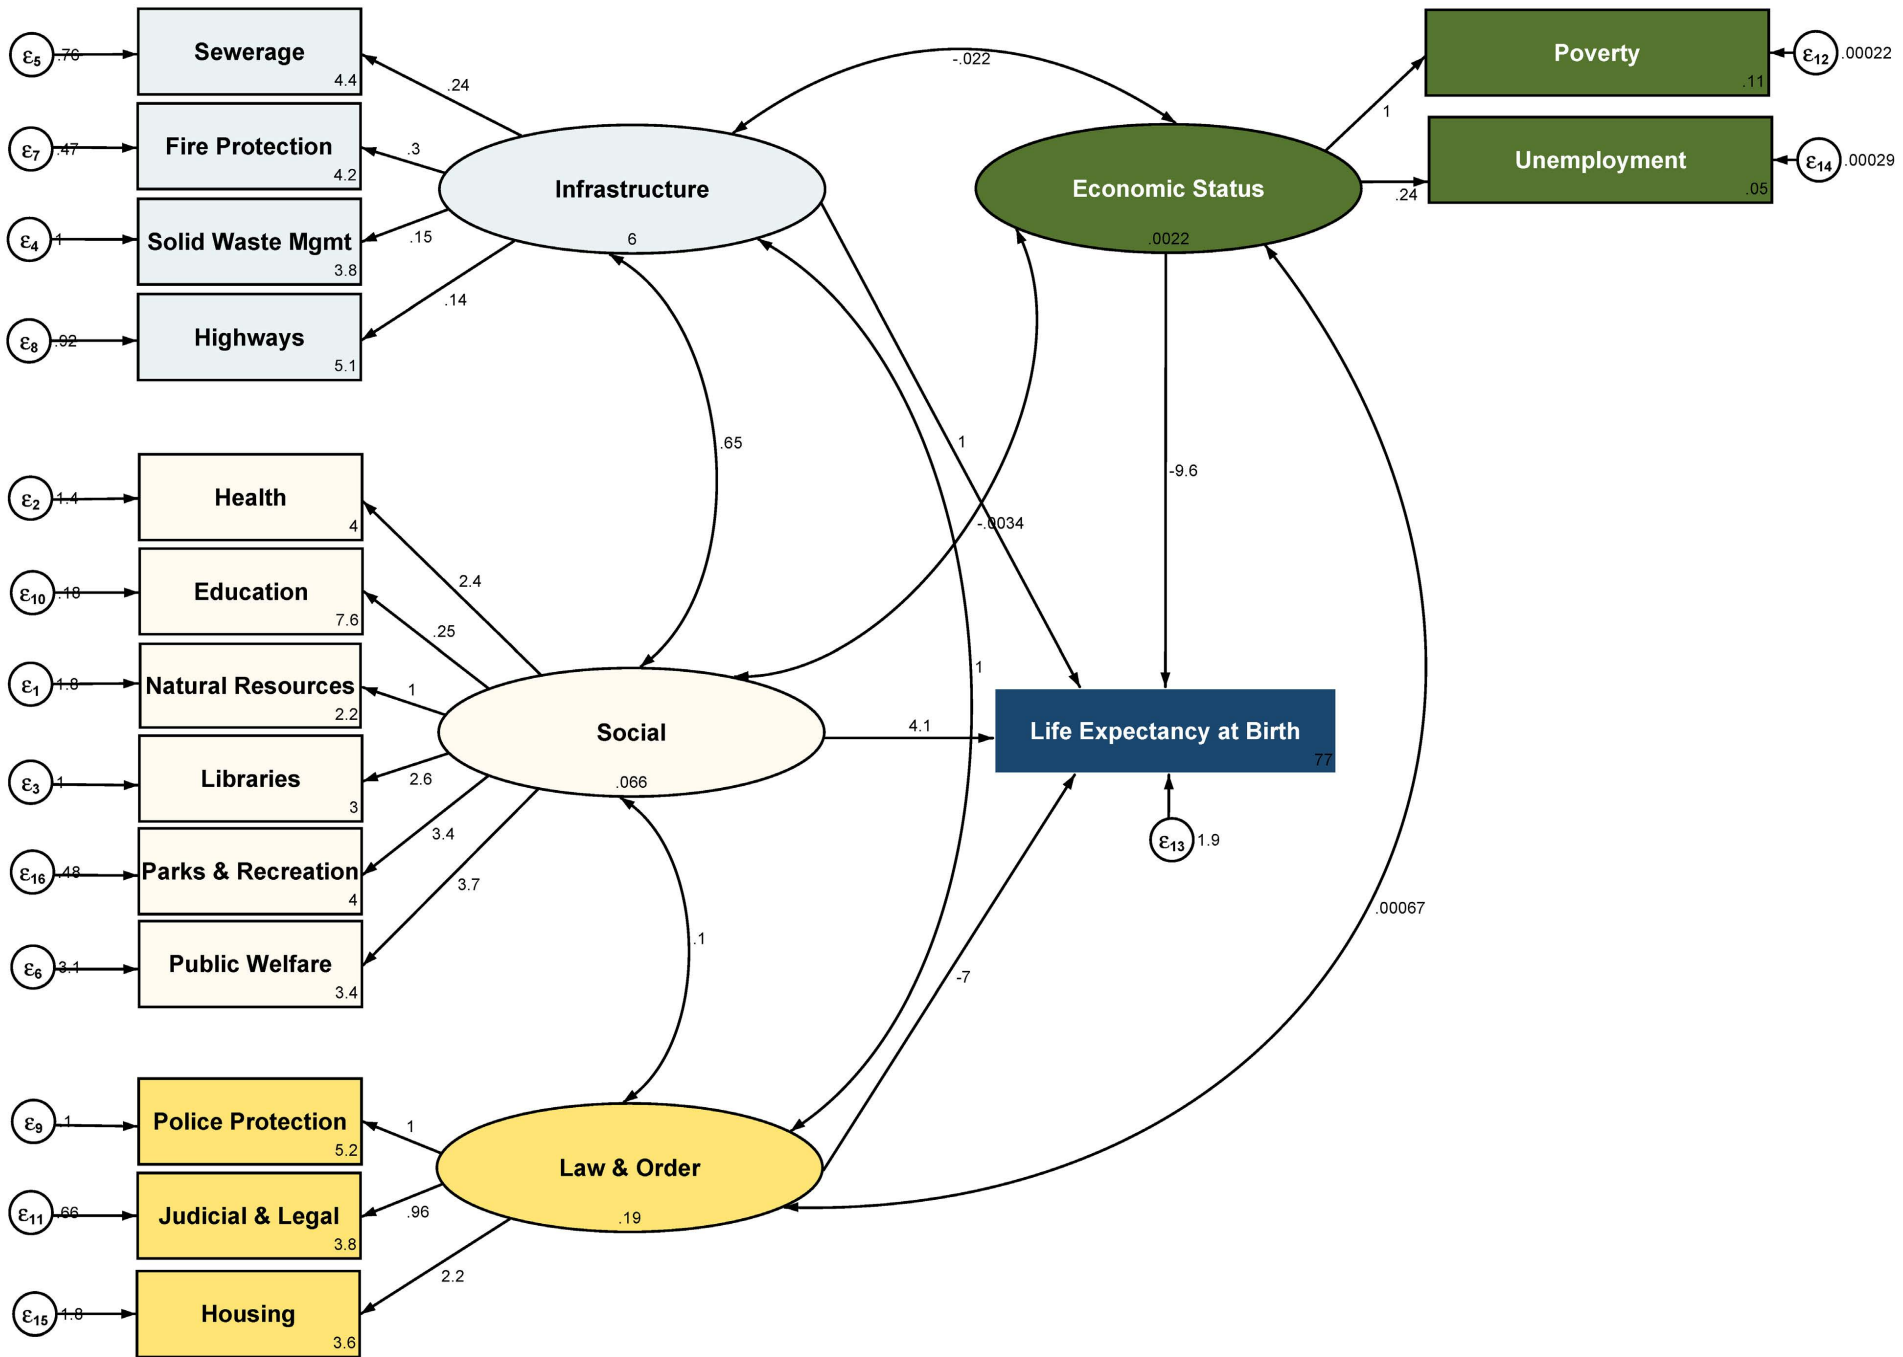 ε5 .76 Sewerage 4.4
ε7 .47 Fire Protection 4.2
ε4 1 Solid Waste Mgmt 3.8
ε8 .92 Highways 5.1
.24
.3
.15
.14
Infrastructure
6
-.022
Economic Status
.0022
1
.24
Poverty .11 ε12 .00022
Unemployment .05 ε14 .00029
.65
1
-.0034
-9.6
1
.00067
ε2 1.4 Health 4
ε10 .18 Education 7.6
ε1 1.8 Natural Resources 2.2
ε3 1 Libraries 3
ε16 .48 Parks & Recreation 4
ε6 3.1 Public Welfare 3.4
2.4
.25
1
2.6
3.4
3.7
Social
.066
4.1
Life Expectancy at Birth
77
ε13 1.9
.1
-7
ε9 .1 Police Protection 5.2
ε11 .66 Judicial & Legal 3.8
ε15 1.8 Housing 3.6
1
.96
2.2
Law & Order
.19